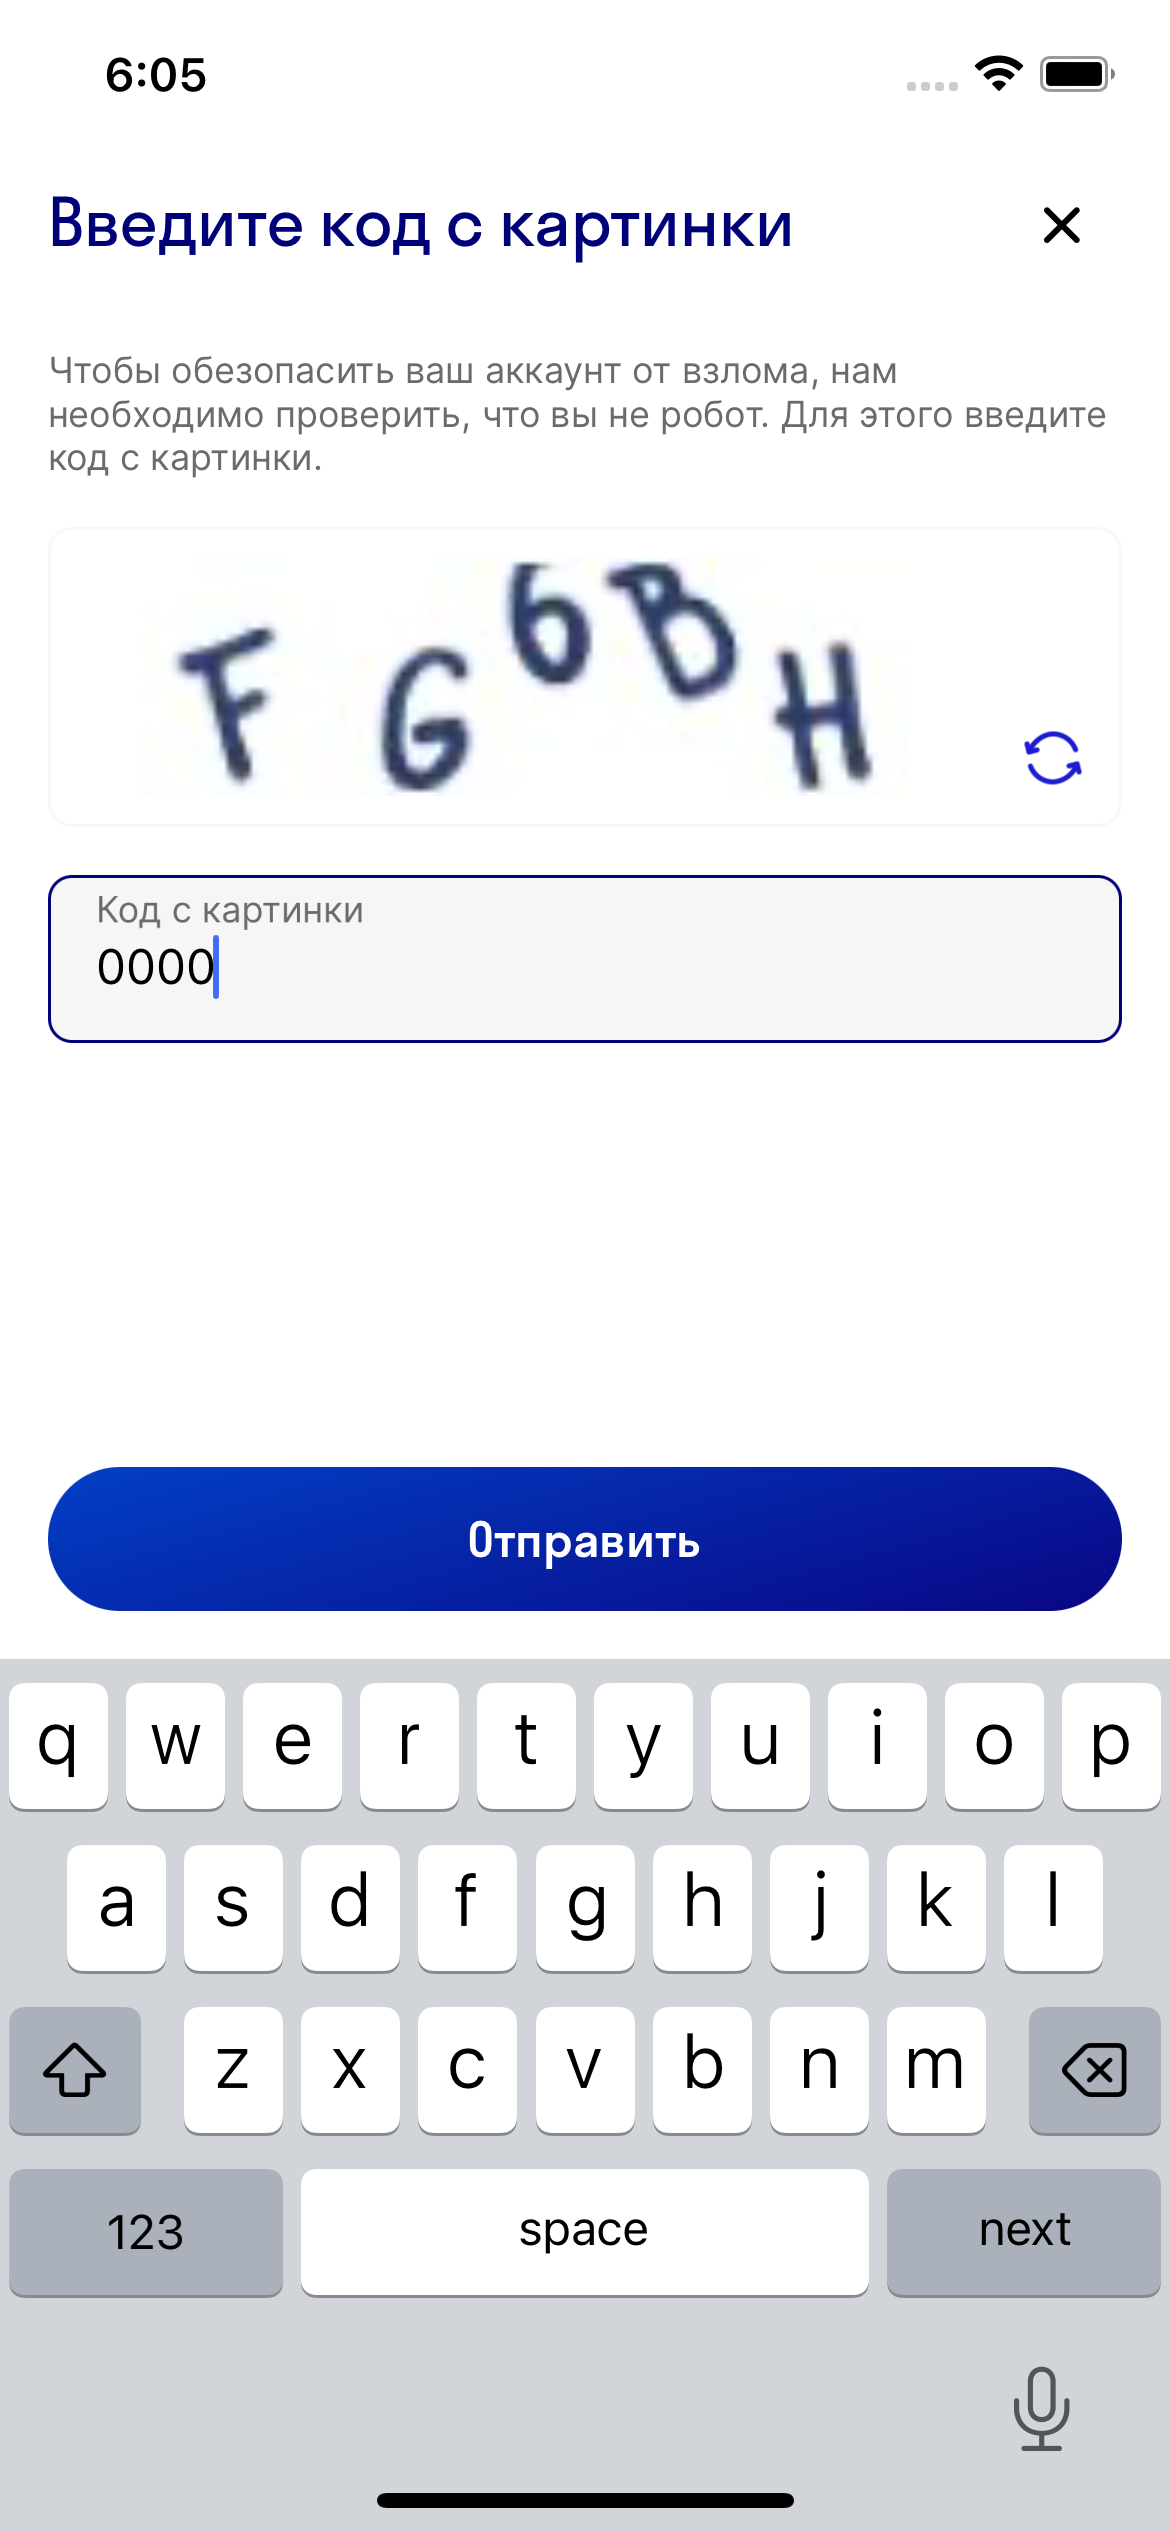 6:05
Введите код с картинки
Чтобы обезопасить ваш аккаунт от взлома, нам
необходимо проверить, что вы не робот. Для этого введите
код с картинки.
F G 6 B H
Код с картинки
0000
Отправить
q w e r t y u i o p
a s d f g h j k l
z x c v b n m
123 space next